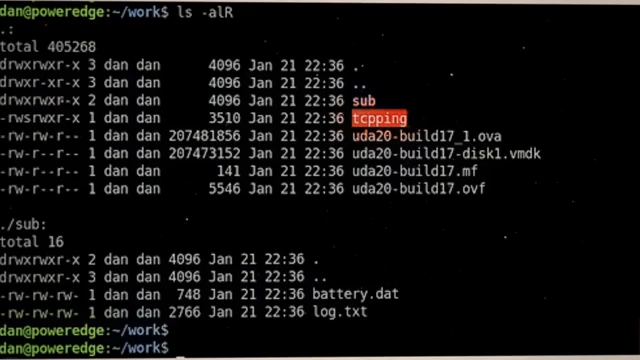 dan@poweredge:~/work$ ls -alR
.:
total 405268
drwxrwxr-x 3 dan dan      4096 Jan 21 22:36 .
drwxr-xr-x 3 dan dan      4096 Jan 21 22:36 ..
drwxrwxr-x 2 dan dan      4096 Jan 21 22:36 sub
-rwsrwxr-x 1 dan dan      3510 Jan 21 22:36 tcpping
-rw-rw-r-- 1 dan dan 207481856 Jan 21 22:36 uda20-build17_1.ova
-rw-r--r-- 1 dan dan 207473152 Jan 21 22:36 uda20-build17-disk1.vmdk
-rw-r--r-- 1 dan dan       141 Jan 21 22:36 uda20-build17.mf
-rw-r--r-- 1 dan dan      5546 Jan 21 22:36 uda20-build17.ovf
./sub:
total 16
drwxrwxr-x 2 dan dan 4096 Jan 21 22:36 .
drwxrwxr-x 3 dan dan 4096 Jan 21 22:36 ..
-rw-rw-rw- 1 dan dan  748 Jan 21 22:36 battery.dat
-rw-rw-rw- 1 dan dan 2766 Jan 21 22:36 log.txt
dan@poweredge:~/work$
dan@poweredge:~/work$